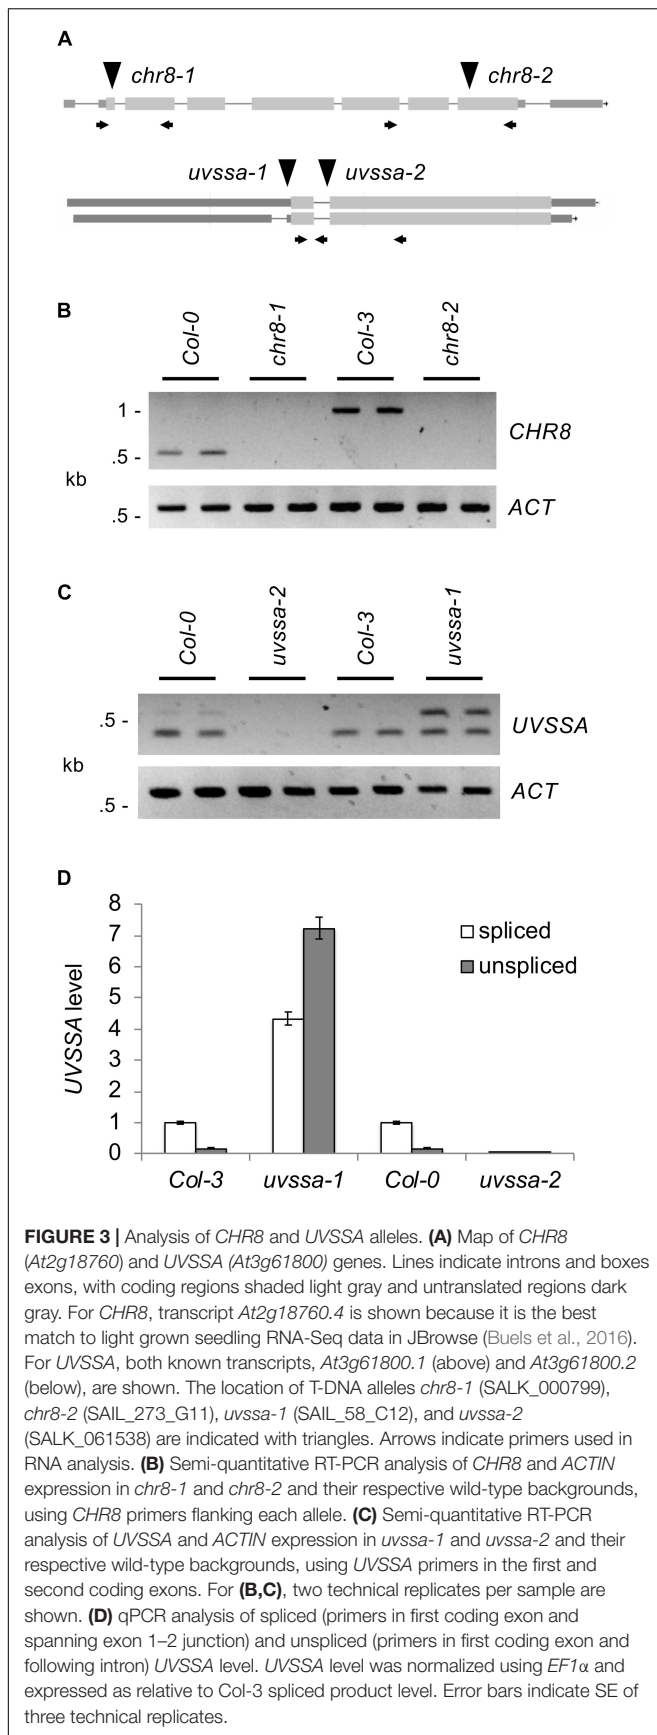 A
chr8-1 chr8-2
uvssa-1 uvssa-2
B
Col-0 chr8-1 Col-3 chr8-2
1 -
CHR8
.5 -
kb
ACT
.5 -
C
Col-0 uvssa-2 Col-3 uvssa-1
.5 -
UVSSA
kb
ACT
.5 -
D
8
7
6
5
4
3
2
1
0
UVSSA level
spliced
unspliced
Col-3 uvssa-1 Col-0 uvssa-2
FIGURE 3 | Analysis of CHR8 and UVSSA alleles. (A) Map of CHR8
(At2g18760) and UVSSA (At3g61800) genes. Lines indicate introns and boxes
exons, with coding regions shaded light gray and untranslated regions dark
gray. For CHR8, transcript At2g18760.4 is shown because it is the best
match to light grown seedling RNA-Seq data in JBrowse (Buels et al., 2016).
For UVSSA, both known transcripts, At3g61800.1 (above) and At3g61800.2
(below), are shown. The location of T-DNA alleles chr8-1 (SALK_000799),
chr8-2 (SAIL_273_G11), uvssa-1 (SAIL_58_C12), and uvssa-2
(SALK_061538) are indicated with triangles. Arrows indicate primers used in
RNA analysis. (B) Semi-quantitative RT-PCR analysis of CHR8 and ACTIN
expression in chr8-1 and chr8-2 and their respective wild-type backgrounds,
using CHR8 primers flanking each allele. (C) Semi-quantitative RT-PCR
analysis of UVSSA and ACTIN expression in uvssa-1 and uvssa-2 and their
respective wild-type backgrounds, using UVSSA primers in the first and
second coding exons. For (B,C), two technical replicates per sample are
shown. (D) qPCR analysis of spliced (primers in first coding exon and
spanning exon 1–2 junction) and unspliced (primers in first coding exon and
following intron) UVSSA level. UVSSA level was normalized using EF1α and
expressed as relative to Col-3 spliced product level. Error bars indicate SE of
three technical replicates.